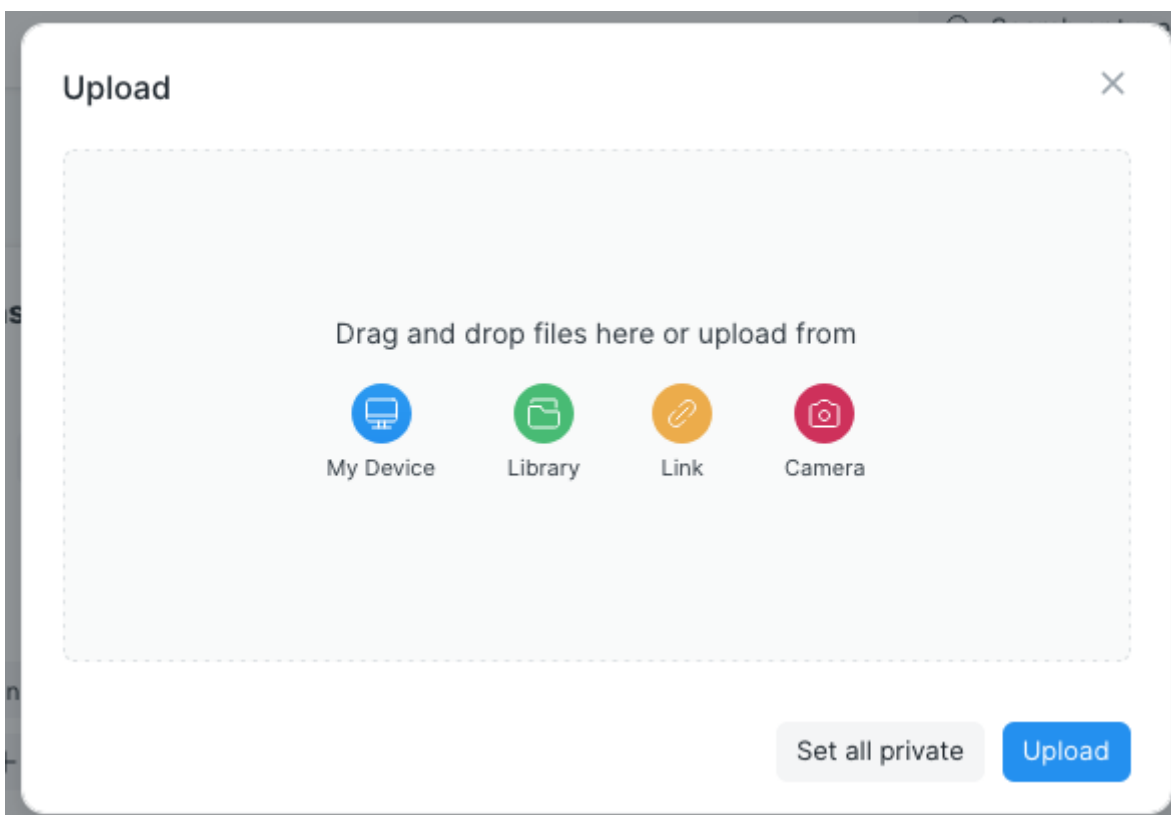 Upload
Drag and drop files here or upload from
My Device
Library
Link
Camera
Set all private
Upload